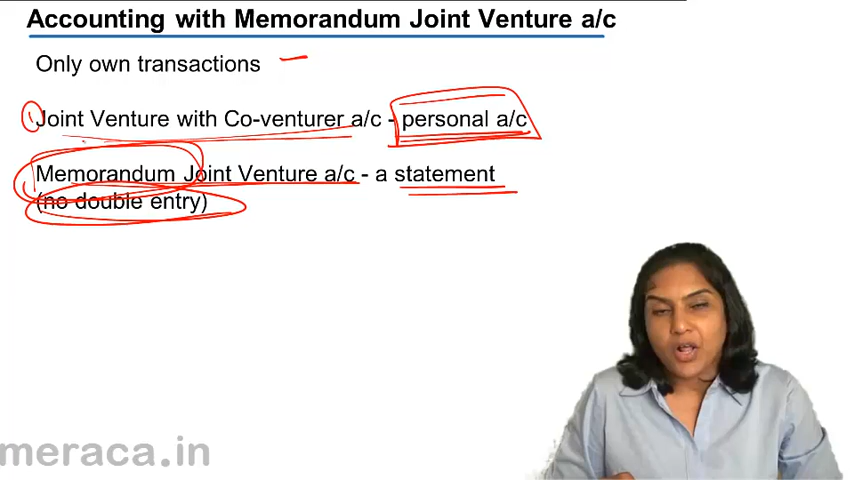 Accounting with Memorandum Joint Venture a/c
Only own transactions
Joint Venture with Co-venturer a/c - personal a/c
Memorandum Joint Venture a/c - a statement
(no double entry)
meraca.in